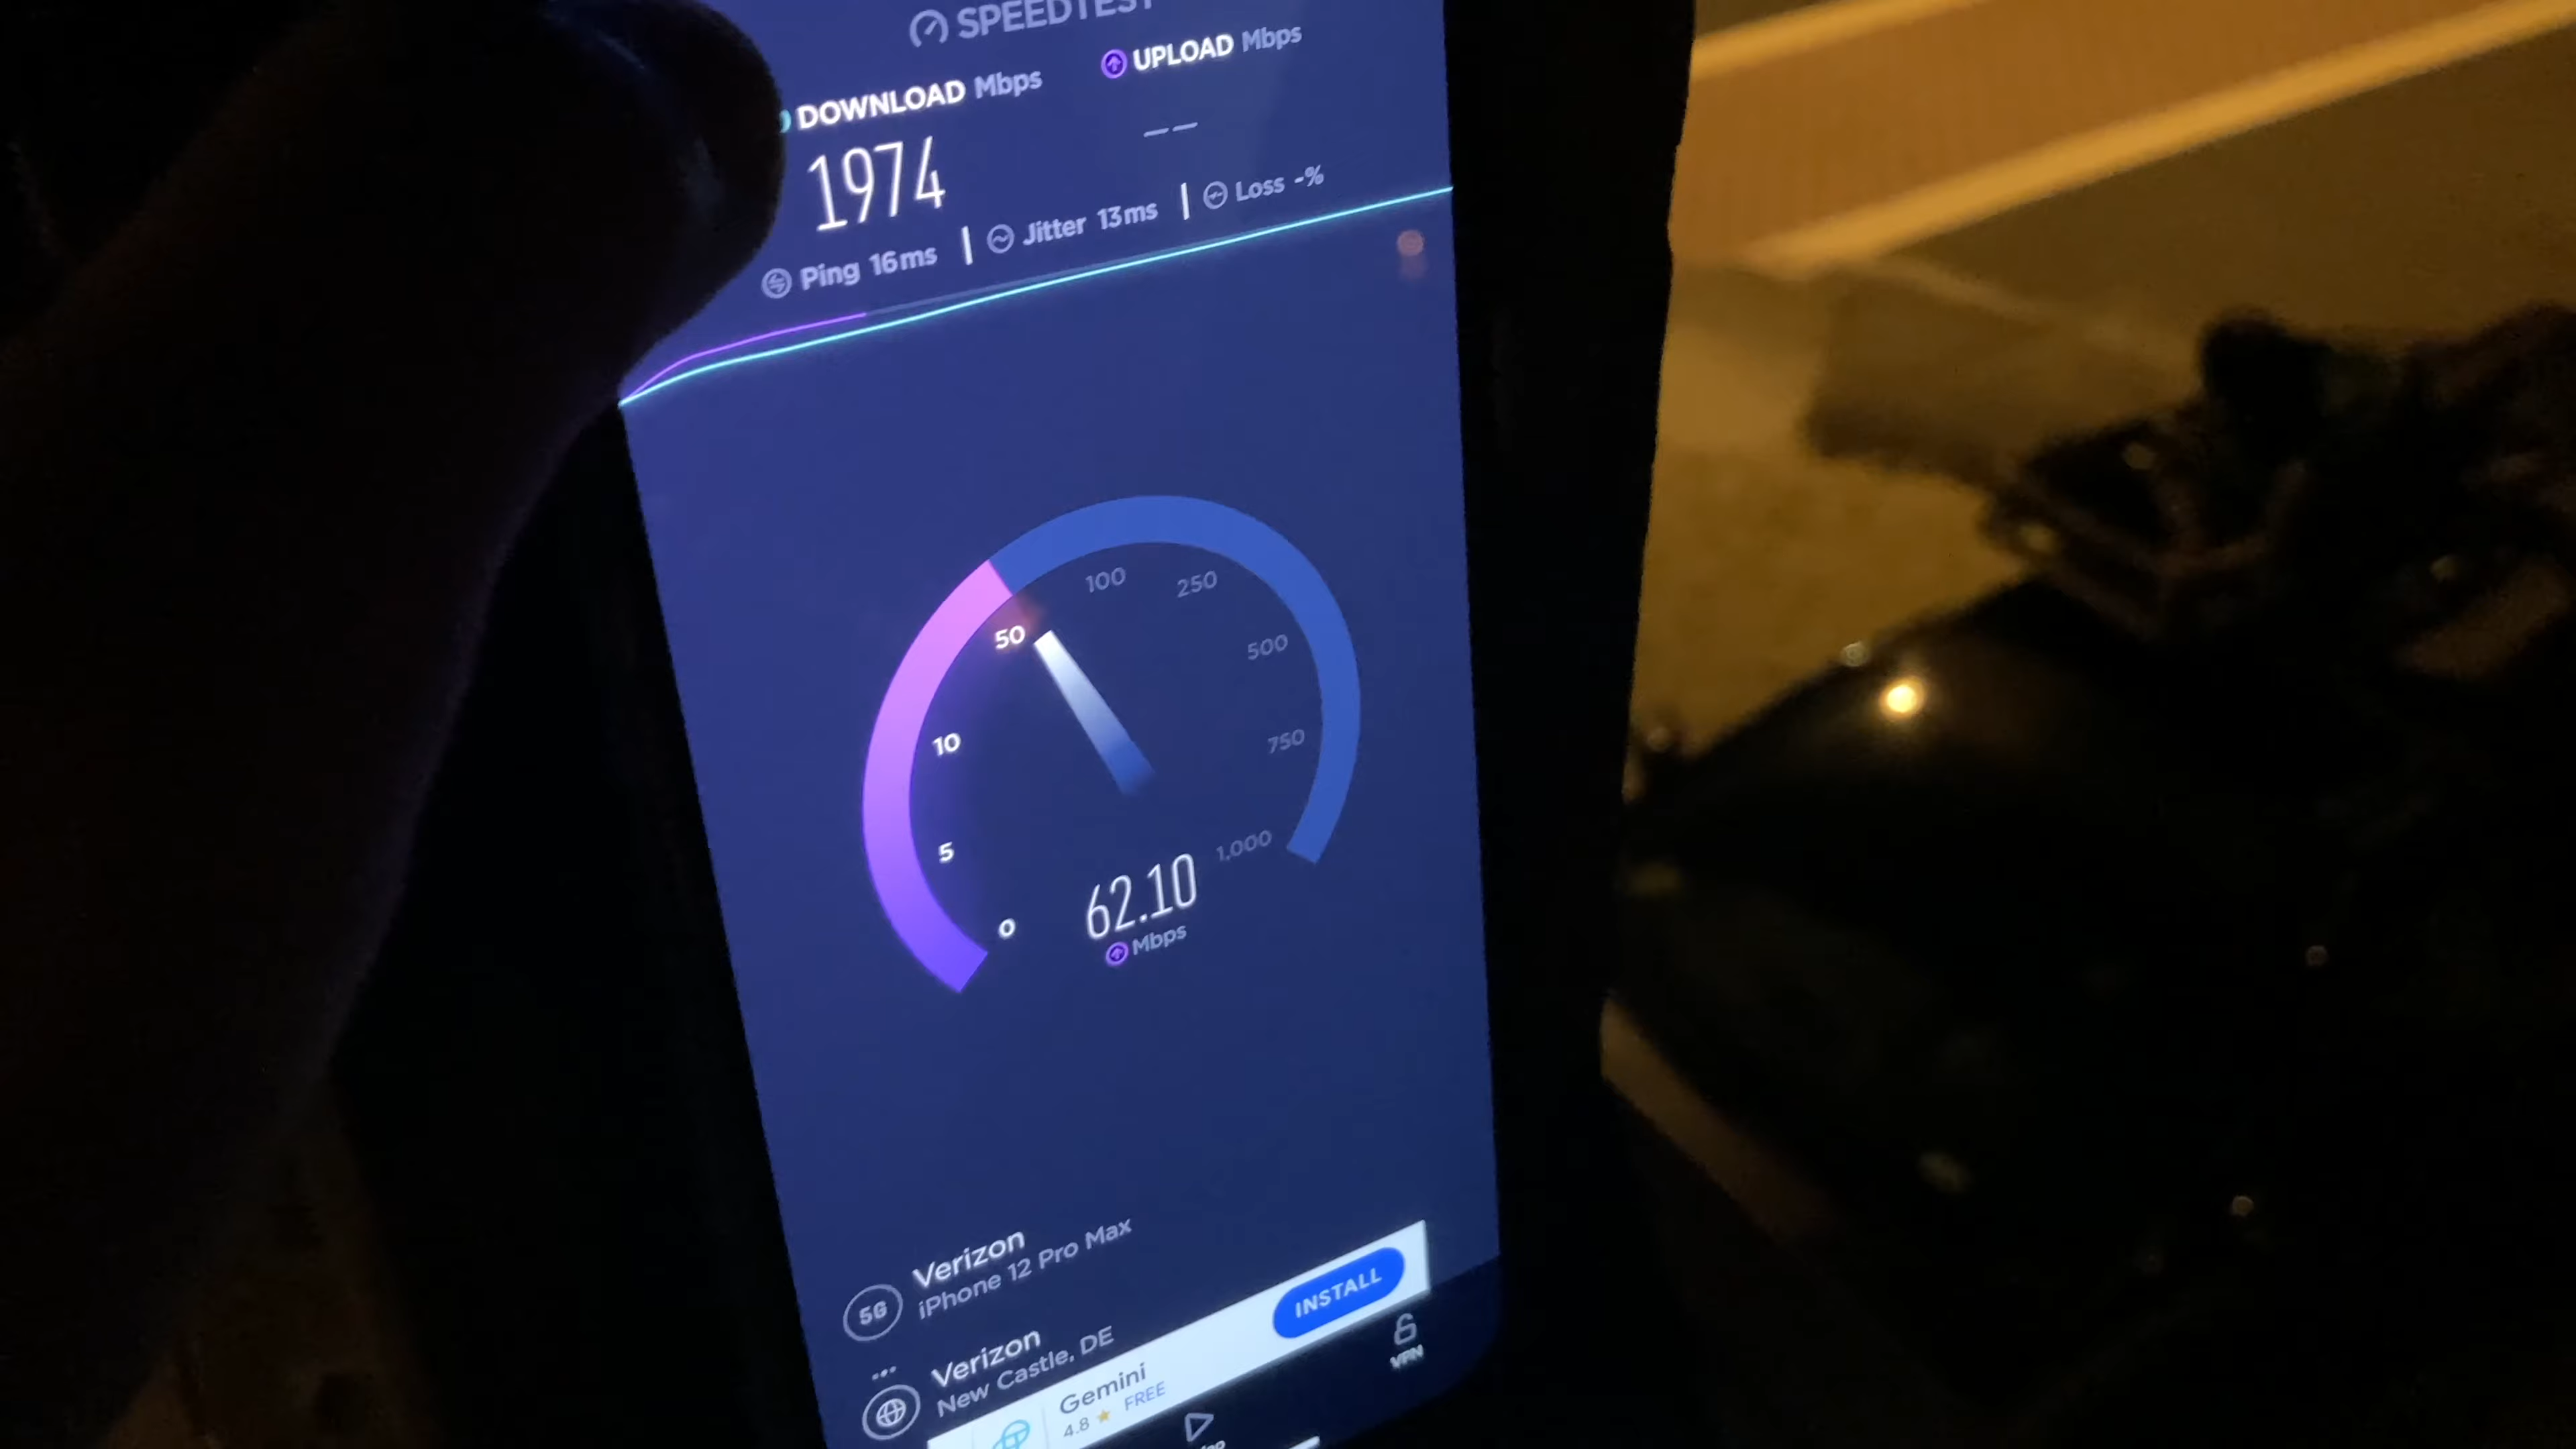 SPEEDTEST
DOWNLOAD Mbps
UPLOAD Mbps
1974
--
Ping 16ms | Jitter 13ms | Loss -%
100
250
50
500
10
750
5
1,000
0
62.10
Mbps
5G
Verizon
iPhone 12 Pro Max
Verizon
New Castle, DE
INSTALL
Gemini
4.8 ★ FREE
VPN